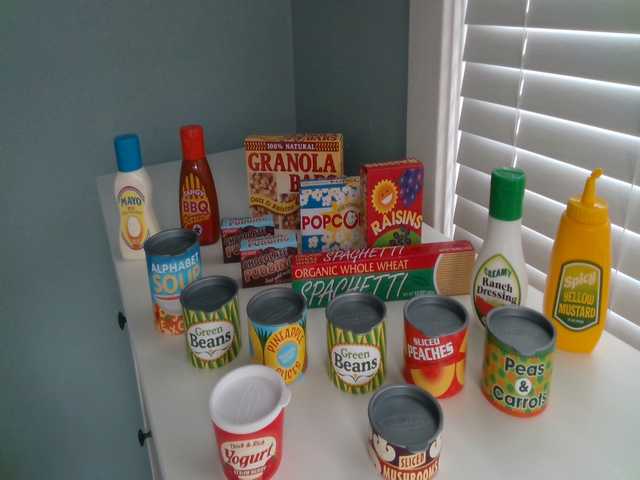 MAYO
BBQ
100% NATURAL
GRANOLA
BARS
POPCO
RAISINS
SPAGHETTI
ORGANIC WHOLE WHEAT
SPAGHETTI
CREAMY
Ranch
Dressing
Spicy
YELLOW
MUSTARD
ALPHABET
SOUP
Green
Beans
PINEAPPLE
Green
Beans
SLICED
PEACHES
Peas
&
Carrots
Thick & Rich
Yogurt
SLICED
MUSHROOMS